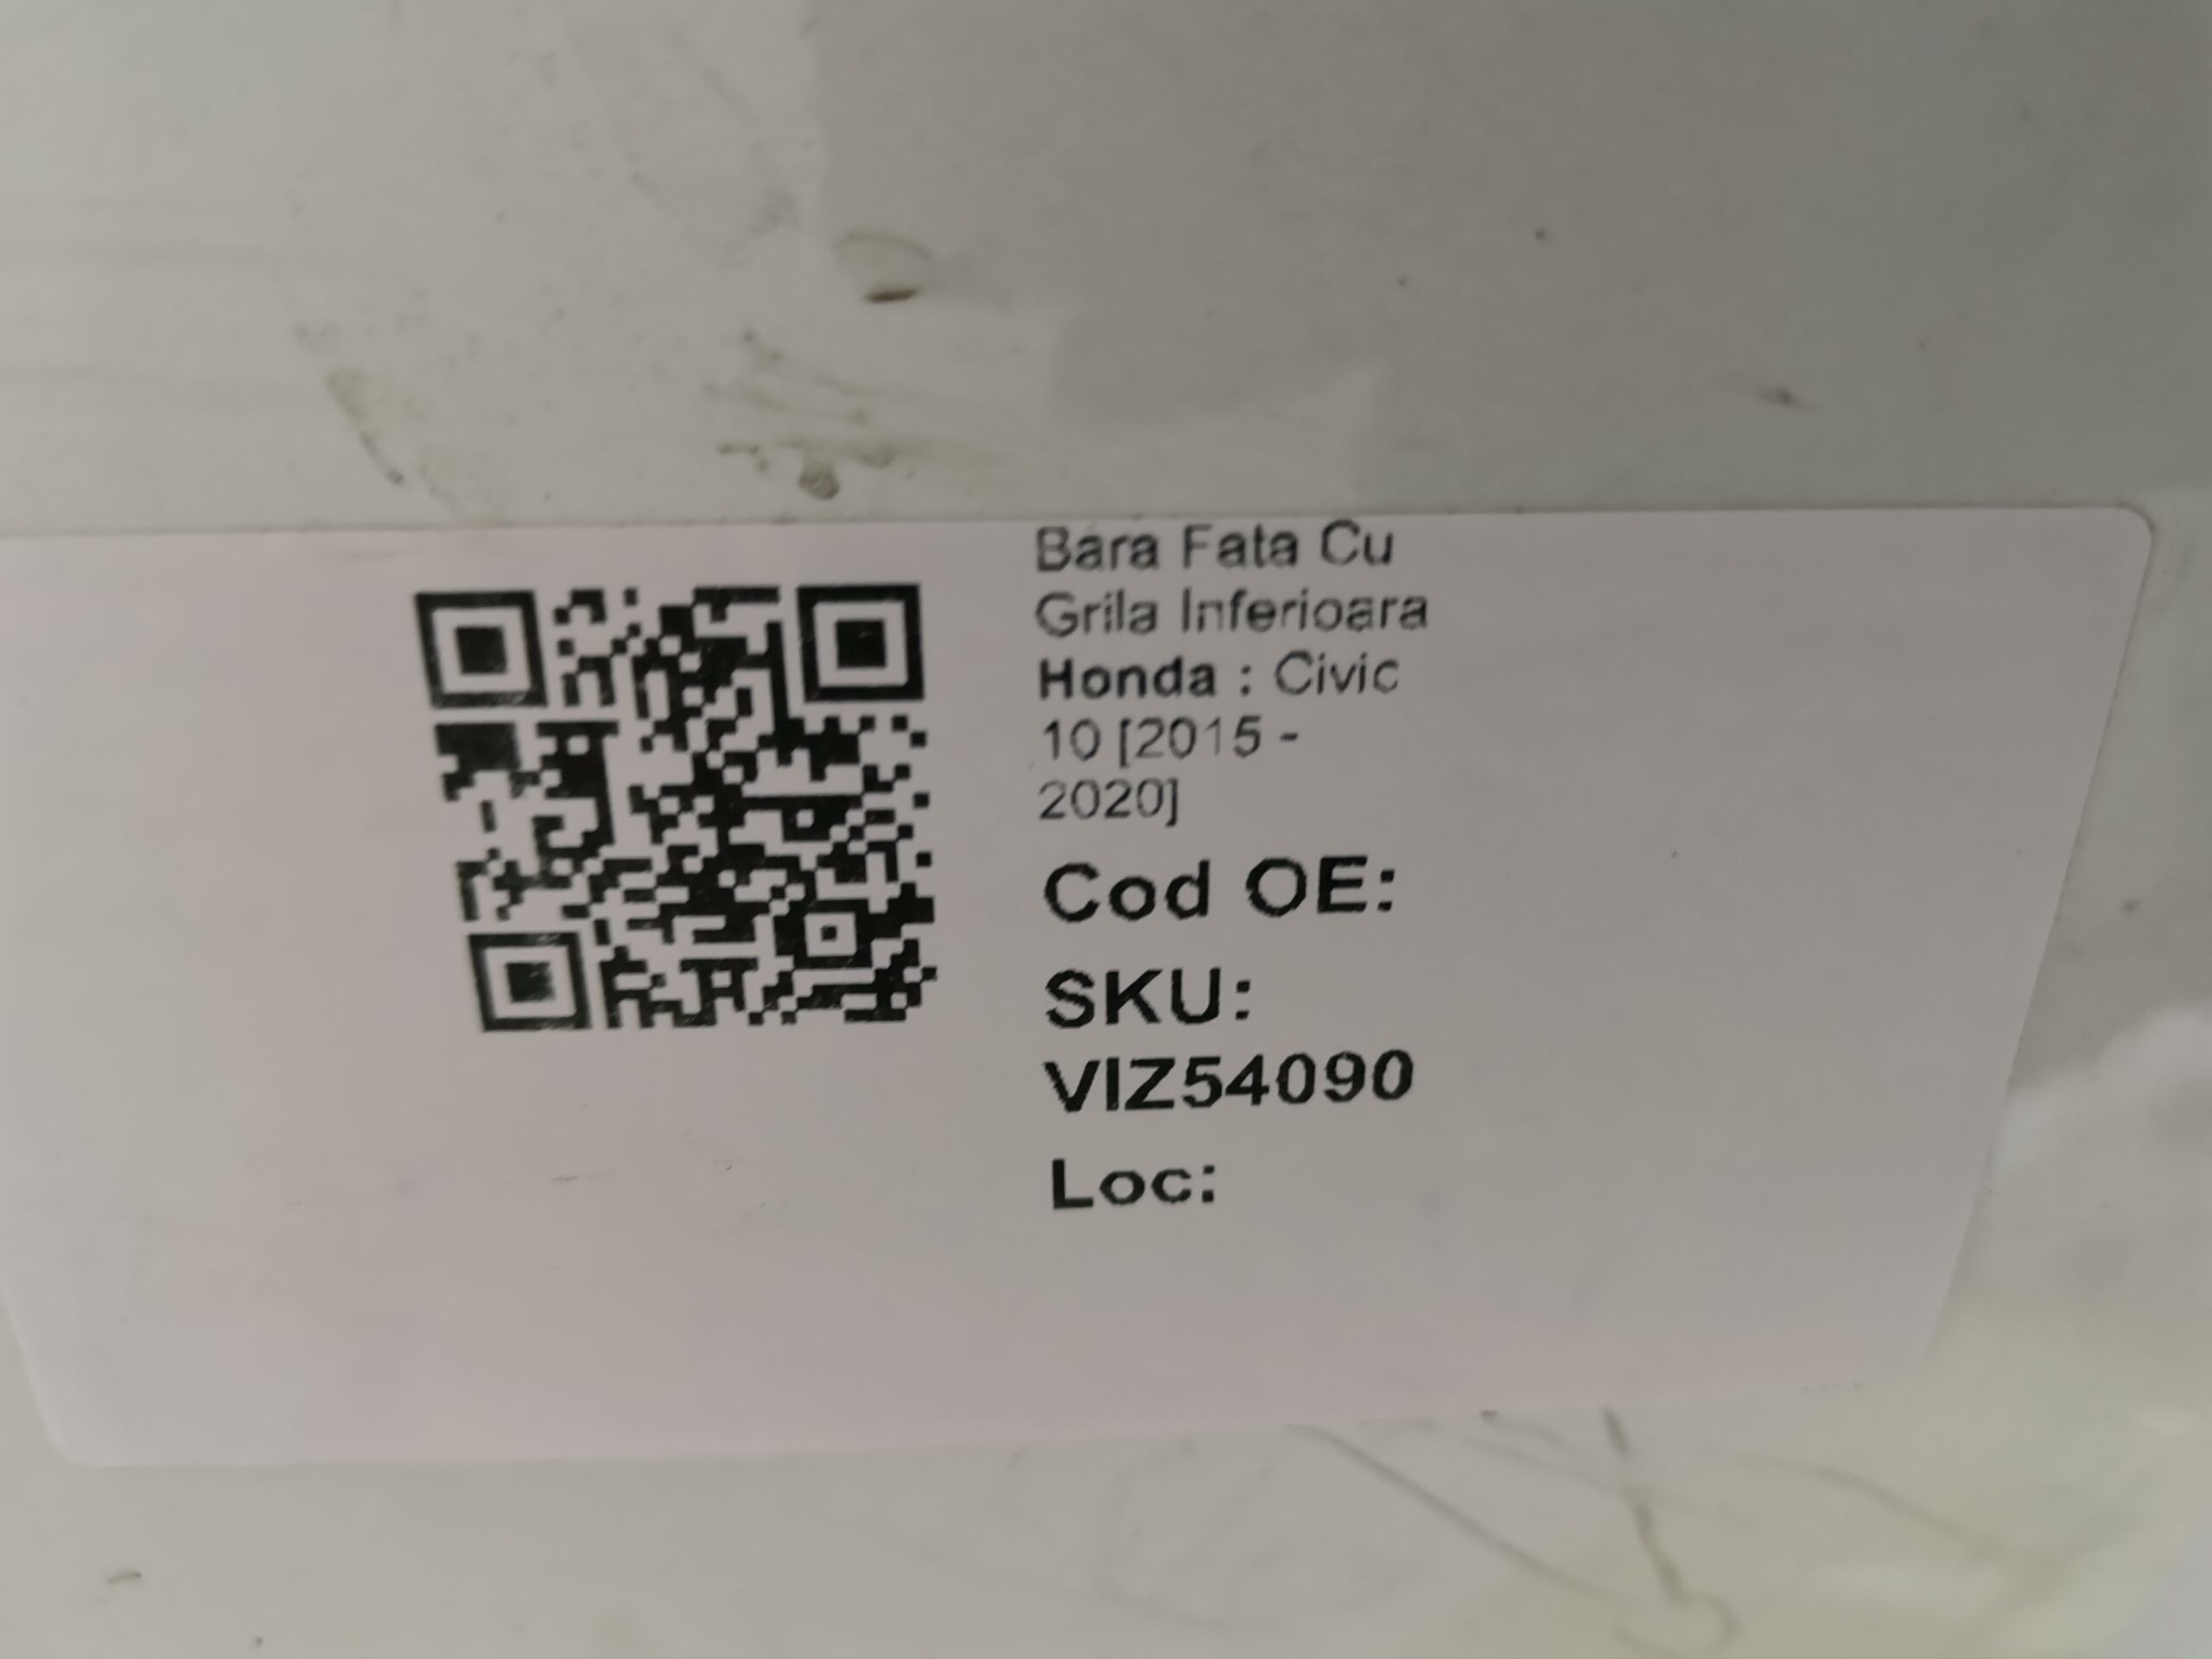 Bara Fata Cu
Grila Inferioara
Honda : Civic
10 [2015 -
2020]
Cod OE:
SKU:
VIZ54090
Loc: